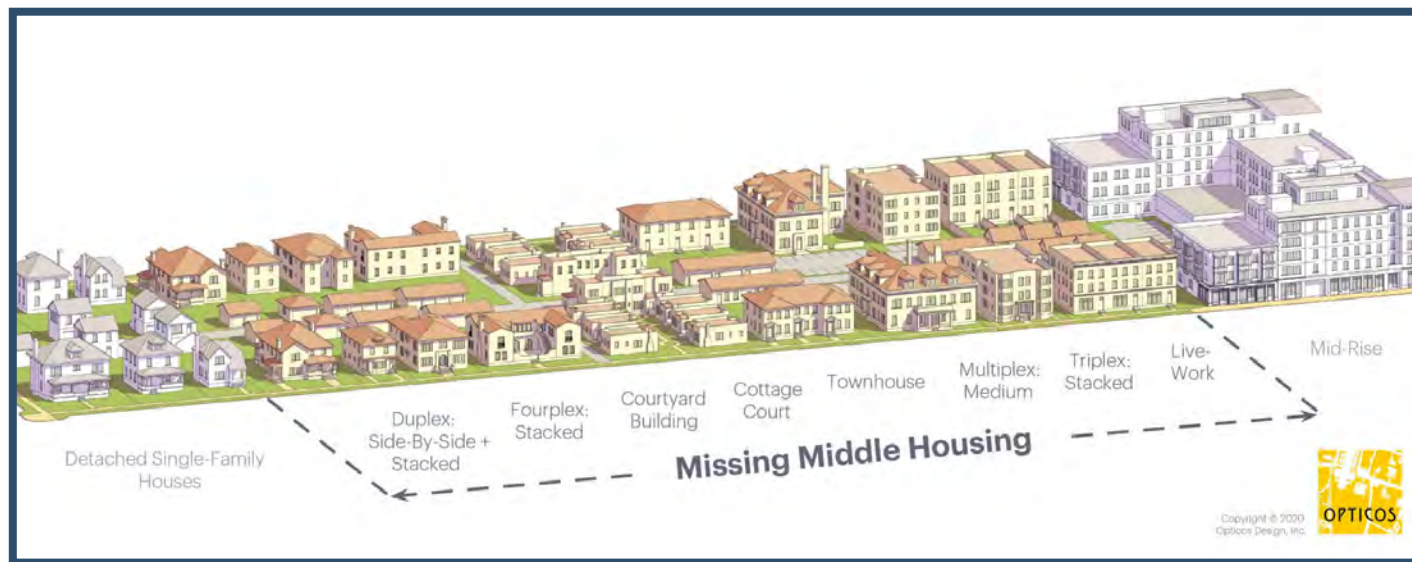 Detached Single-Family
Houses
Duplex:
Side-By-Side +
Stacked
Fourplex:
Stacked
Courtyard
Building
Cottage
Court
Townhouse
Multiplex:
Medium
Triplex:
Stacked
Live-
Work
Mid-Rise
Missing Middle Housing
Copyright © 2020
Opticos Design, Inc.
OPTICOS